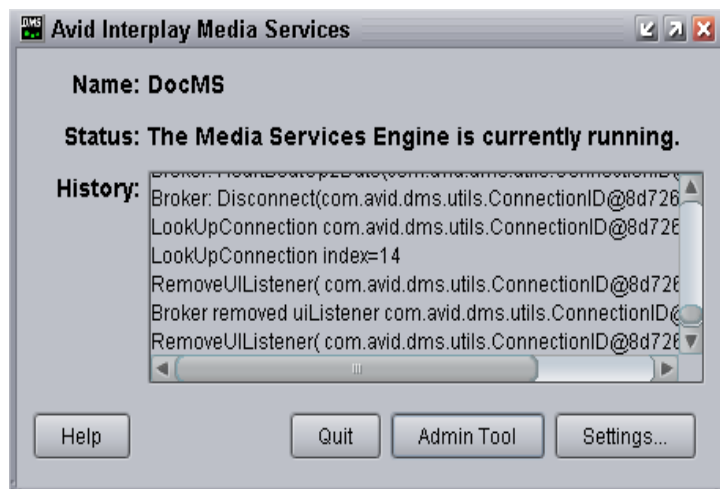 DMS Avid Interplay Media Services
Name: DocMS
Status: The Media Services Engine is currently running.
History:
Broker: Disconnect(com.avid.dms.utils.ConnectionID@8d726
LookUpConnection com.avid.dms.utils.ConnectionID@8d726
LookUpConnection index=14
RemoveUIListener( com.avid.dms.utils.ConnectionID@8d726
Broker removed uiListener com.avid.dms.utils.ConnectionID@
RemoveUIListener( com.avid.dms.utils.ConnectionID@8d726
Help Quit Admin Tool Settings...